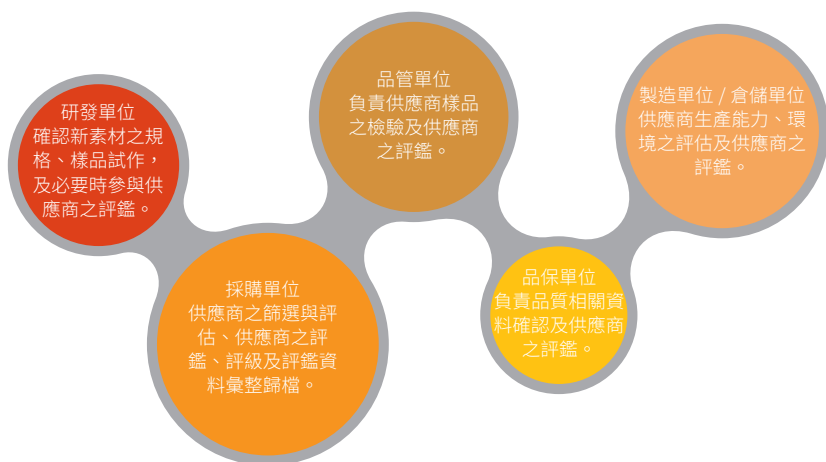 研發單位
確認新素材之規
格、樣品試作，
及必要時參與供
應商之評鑑。
採購單位
供應商之篩選與評
估、供應商之評
鑑、評級及評鑑資
料彙整歸檔。
品管單位
負責供應商樣品
之檢驗及供應商
之評鑑。
品保單位
負責品質相關資
料確認及供應商
之評鑑。
製造單位 / 倉儲單位
供應商生產能力、環
境之評估及供應商之
評鑑。